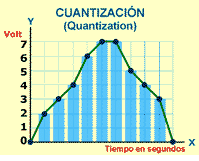 CUANTIZACIÓN
(Quantization)
Y
Volt
7
6
5
4
3
2
1
0
X
Tiempo en segundos